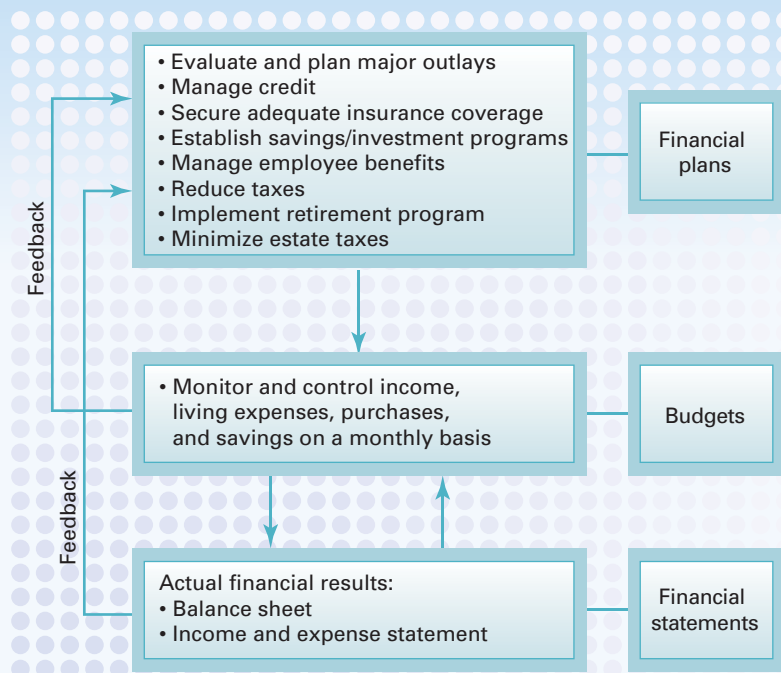 • Evaluate and plan major outlays
• Manage credit
• Secure adequate insurance coverage
• Establish savings/investment programs
• Manage employee benefits
• Reduce taxes
• Implement retirement program
• Minimize estate taxes
Financial
plans
Feedback
• Monitor and control income,
living expenses, purchases,
and savings on a monthly basis
Budgets
Feedback
Actual financial results:
• Balance sheet
• Income and expense statement
Financial
statements